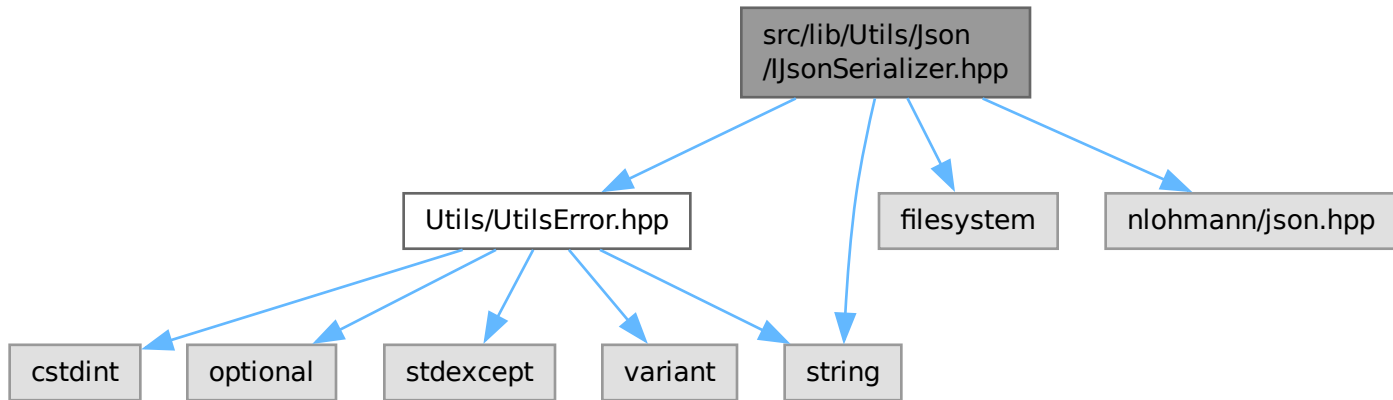 src/lib/Utils/Json
/IJsonSerializer.hpp
Utils/UtilsError.hpp
filesystem
nlohmann/json.hpp
cstdint
optional
stdexcept
variant
string